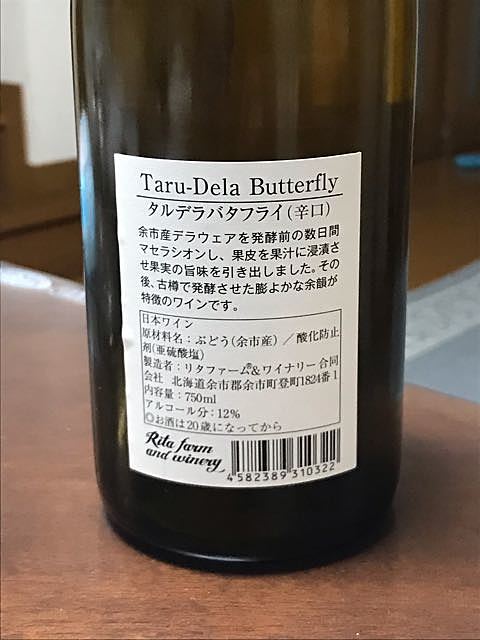 Taru-Dela Butterfly
タルデラバタフライ(辛口)
余市産デラウェアを発酵前の数日間
マセラシオンし、果皮を果汁に浸漬さ
せ果実の旨味を引き出しました。その
後、古樽で発酵させた膨よかな余韻が
特徴のワインです。
日本ワイン
原材料名：ぶどう(余市産)／酸化防止
剤(亜硫酸塩)
製造者：リタファーム®&ワイナリー合同
会社 北海道余市郡余市町登町1824番1
内容量：750ml
アルコール分：12%
◎お酒は20歳になってから
Rita farm
and winery
4582389310322